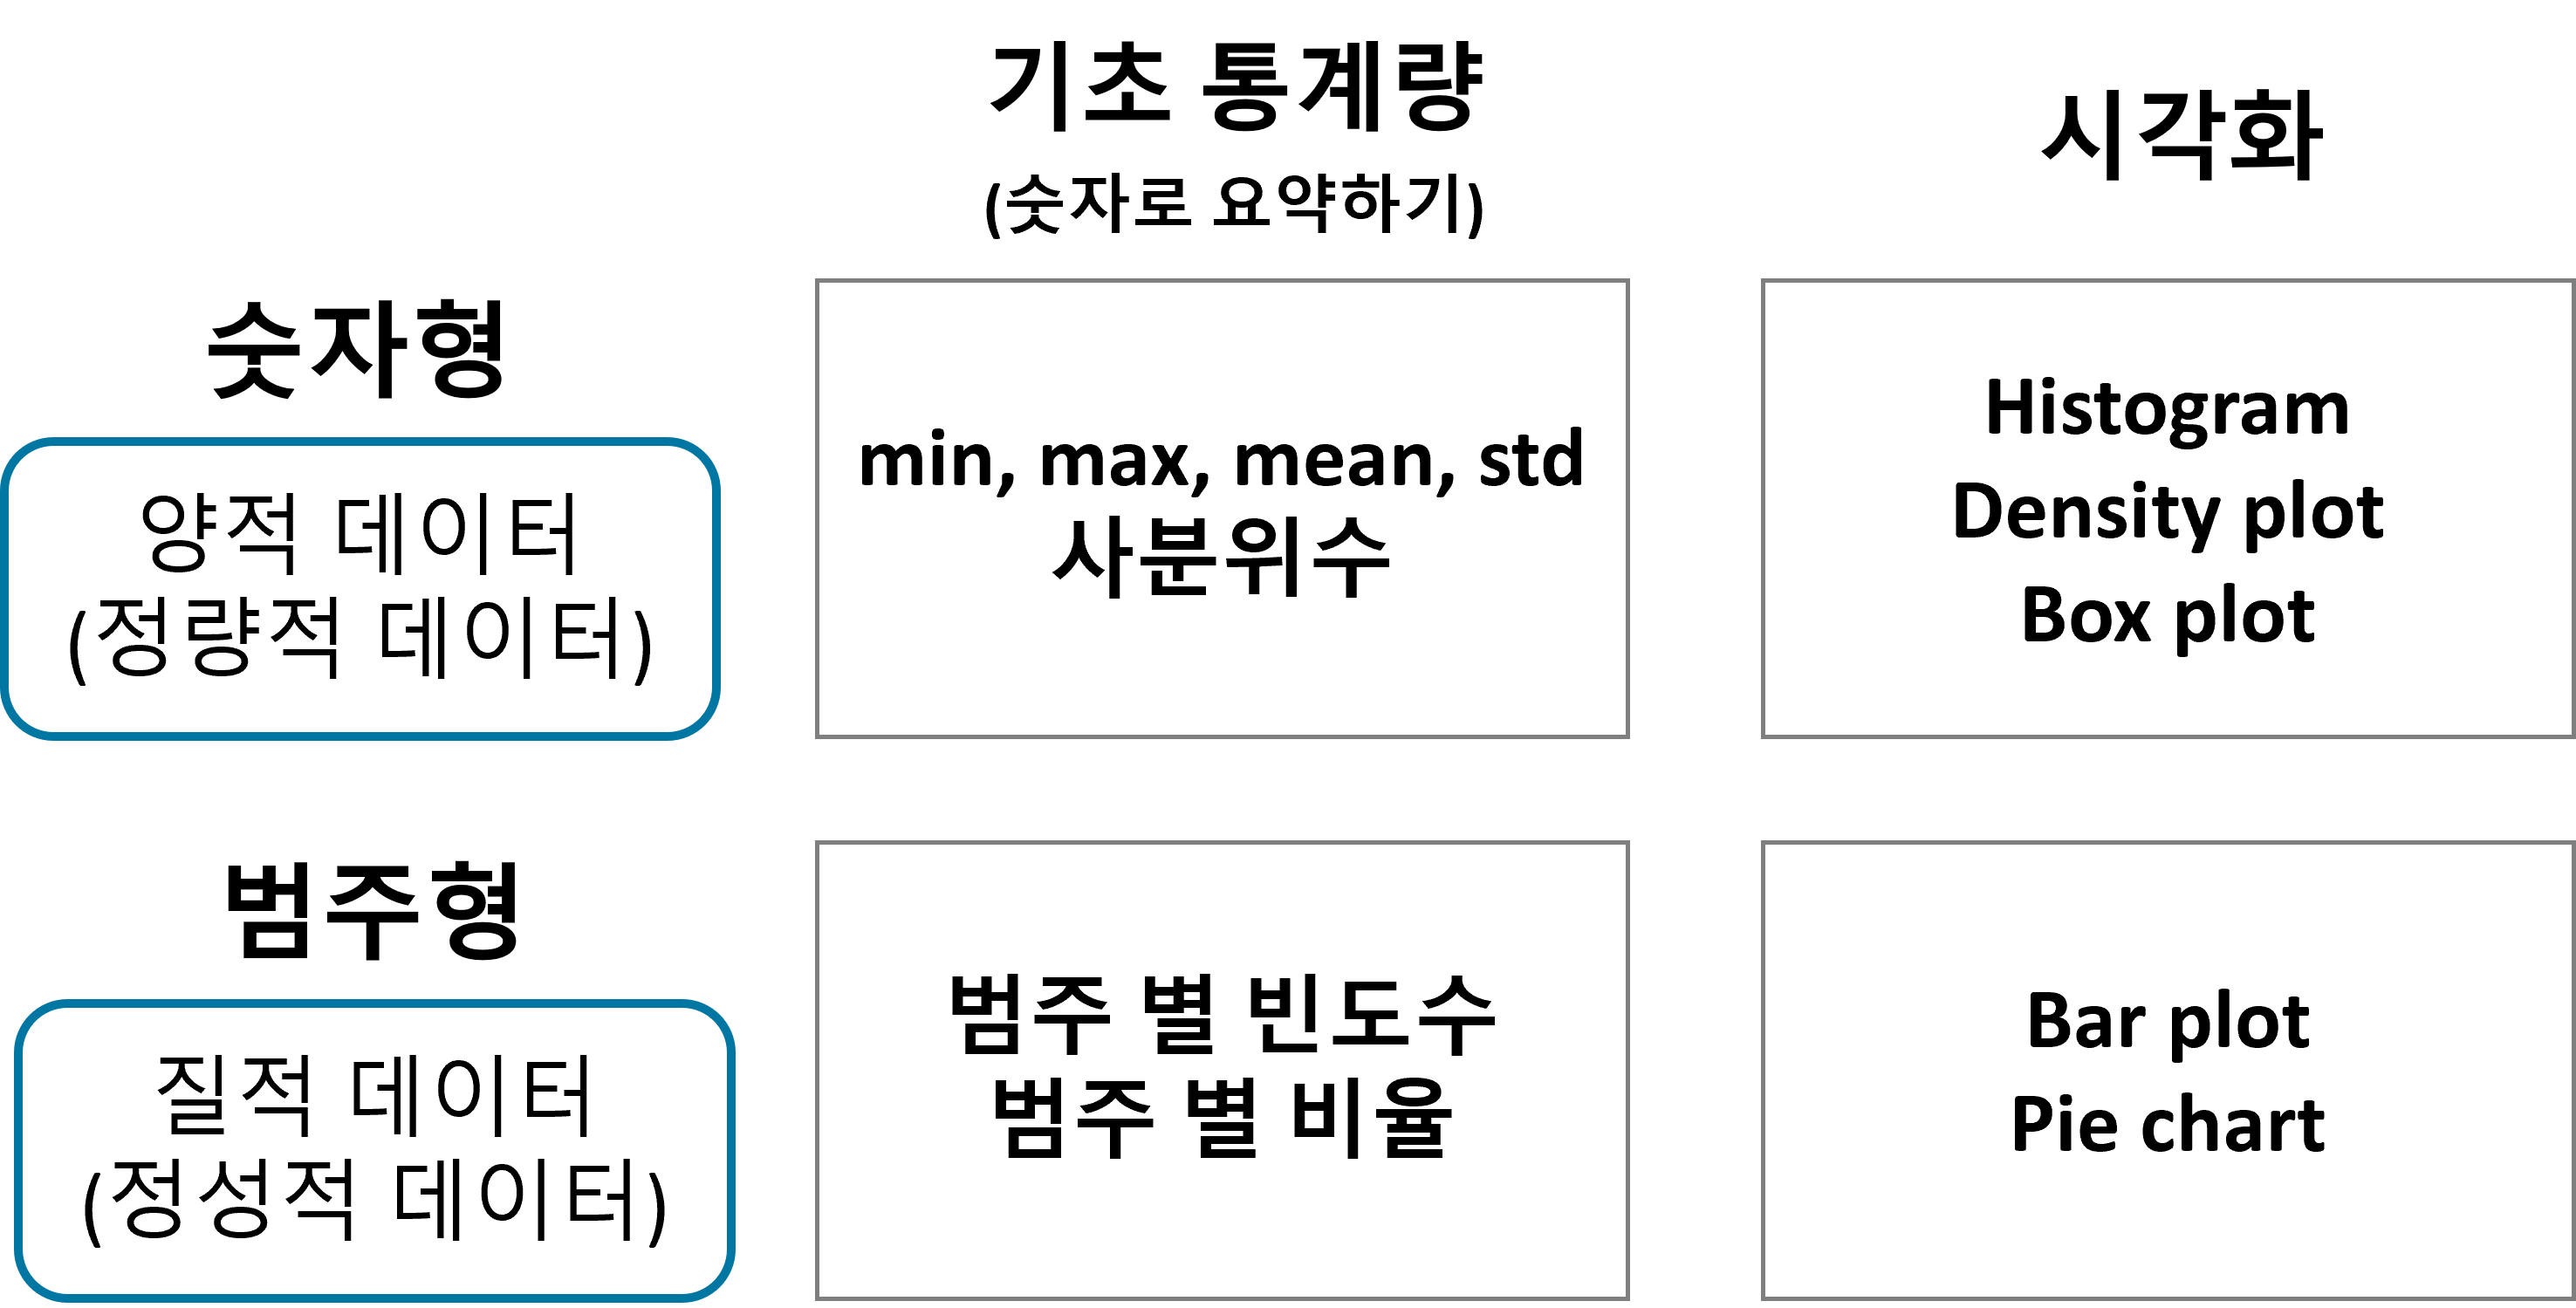 기초 통계량
(숫자로 요약하기)
시각화
숫자형
양적 데이터
(정량적 데이터)
min, max, mean, std
사분위수
Histogram
Density plot
Box plot
범주형
질적 데이터
(정성적 데이터)
범주 별 빈도수
범주 별 비율
Bar plot
Pie chart